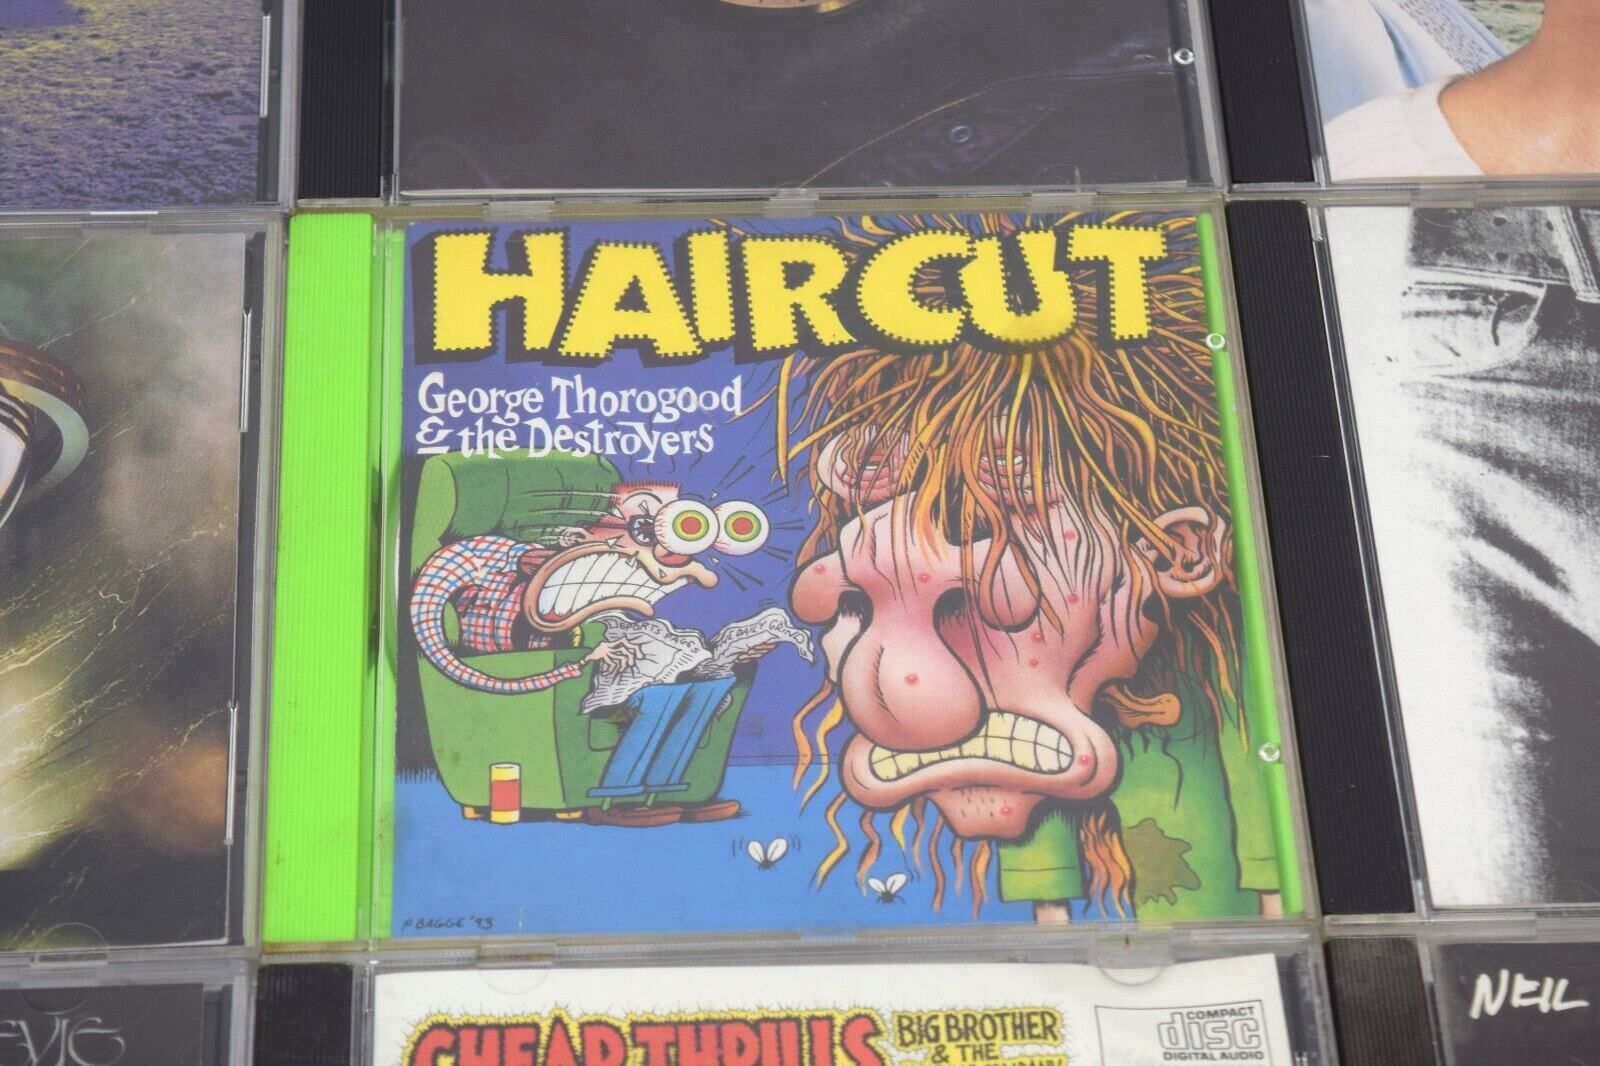 HAIRCUT
George Thorogood
& the Destroyers
SPORTS PAGES
THE DAILY GRIND
P BAGGE '93
CHEAP THRILLS
BIG BROTHER
& THE
COMPACT
disc
DIGITAL AUDIO
NEIL